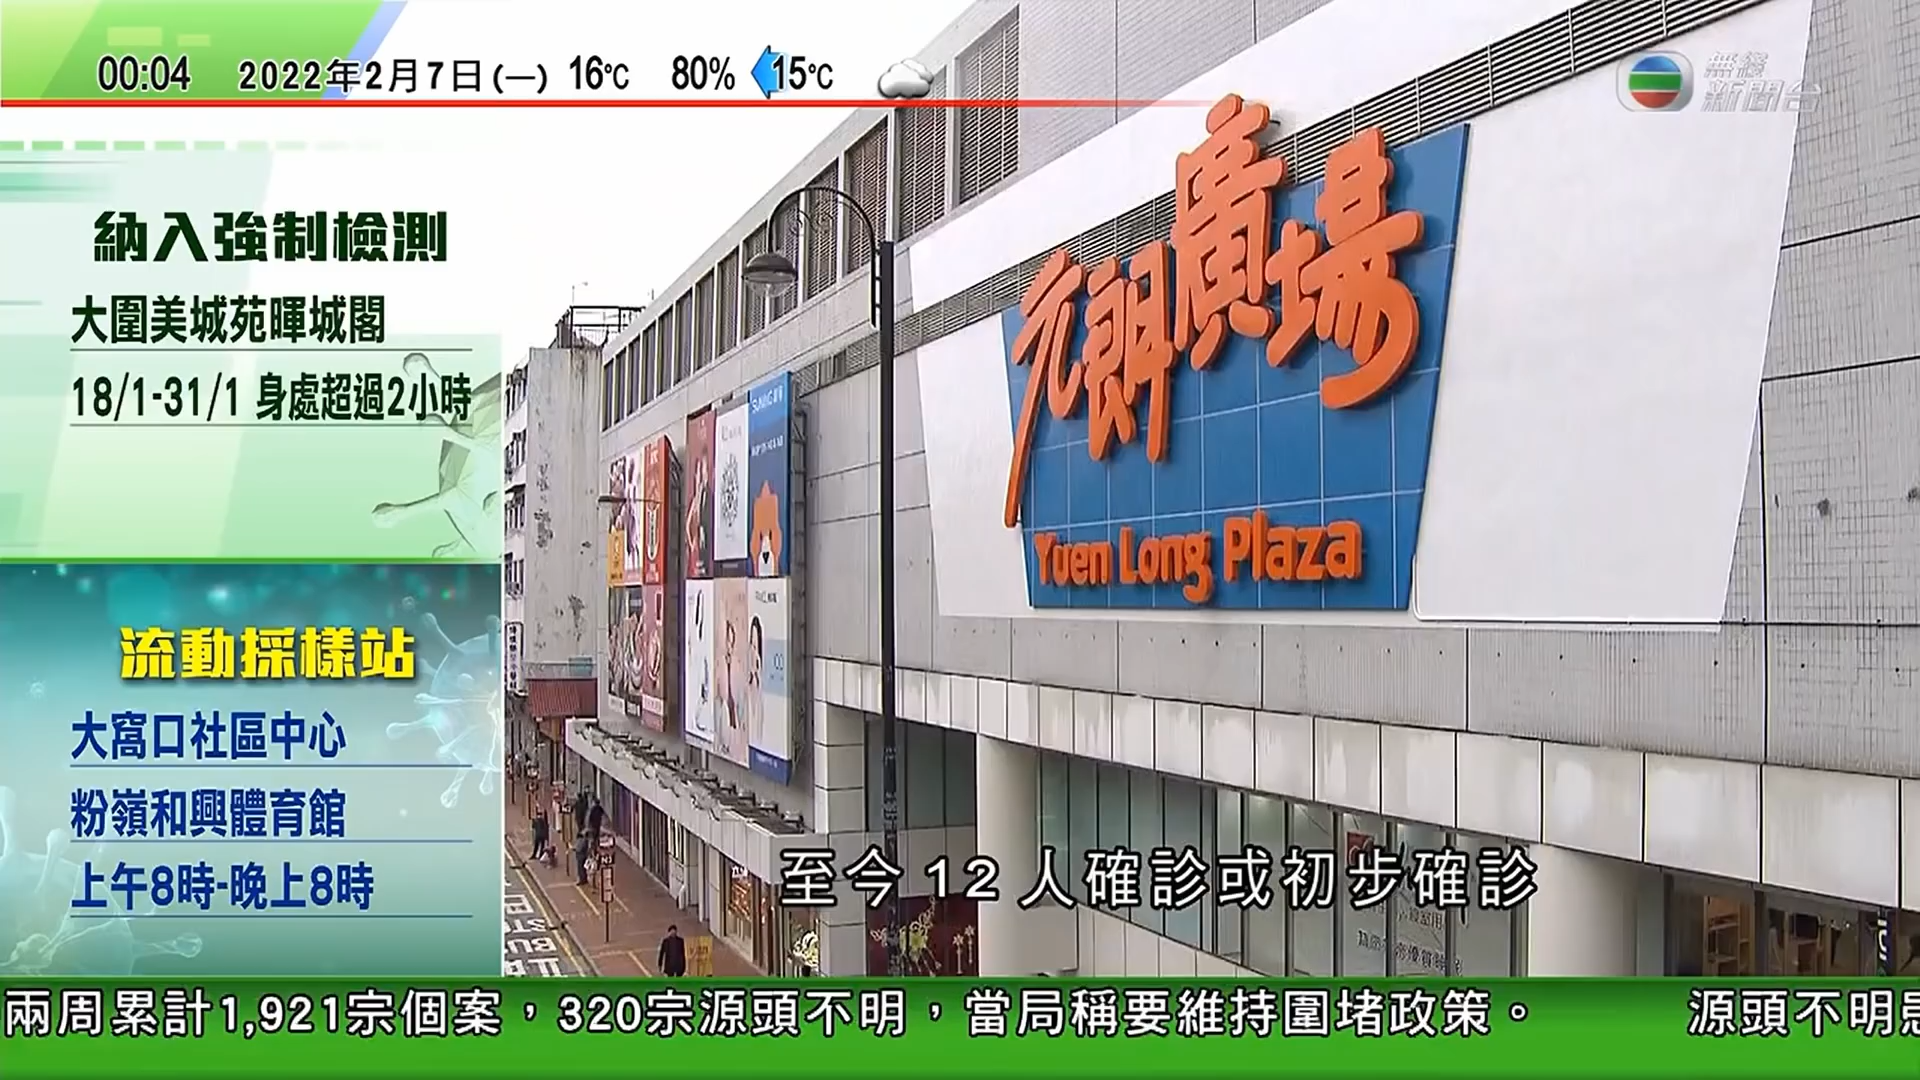 00:04 2022年2月7日(一) 16℃ 80% 15℃
無綫
新聞台
納入強制檢測
大圍美城苑暉城閣
18/1-31/1 身處超過2小時
流動採樣站
大窩口社區中心
粉嶺和興體育館
上午8時-晚上8時
元朗廣場
Yuen Long Plaza
至今12人確診或初步確診
兩周累計1,921宗個案，320宗源頭不明，當局稱要維持圍堵政策。 源頭不明